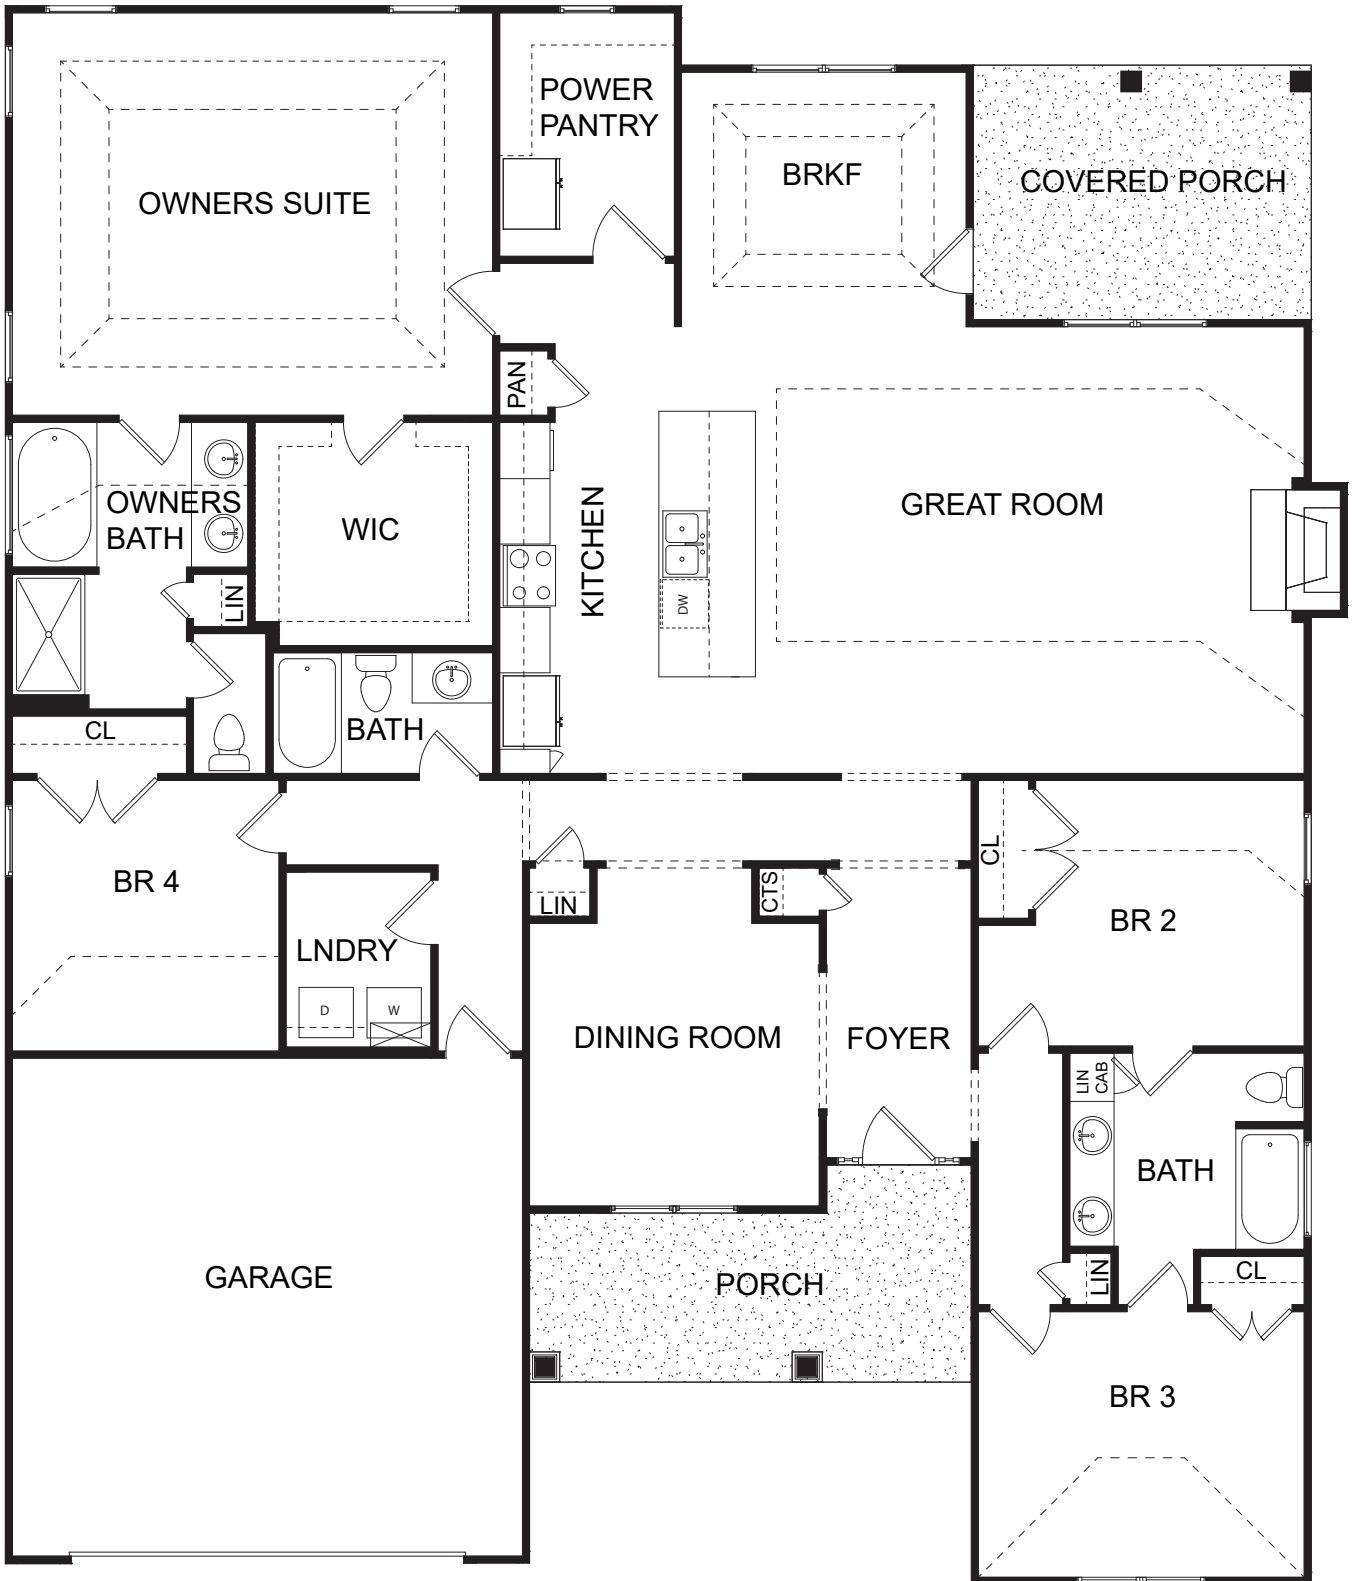 POWER
PANTRY
BRKF
COVERED PORCH
OWNERS SUITE
PAN
OWNERS
BATH
WIC
KITCHEN
GREAT ROOM
LIN
DW
CL
BATH
BR 4
CL
LIN
CTS
BR 2
LNDRY
D
W
DINING ROOM
FOYER
LIN
CAB
BATH
GARAGE
PORCH
LIN
CL
BR 3